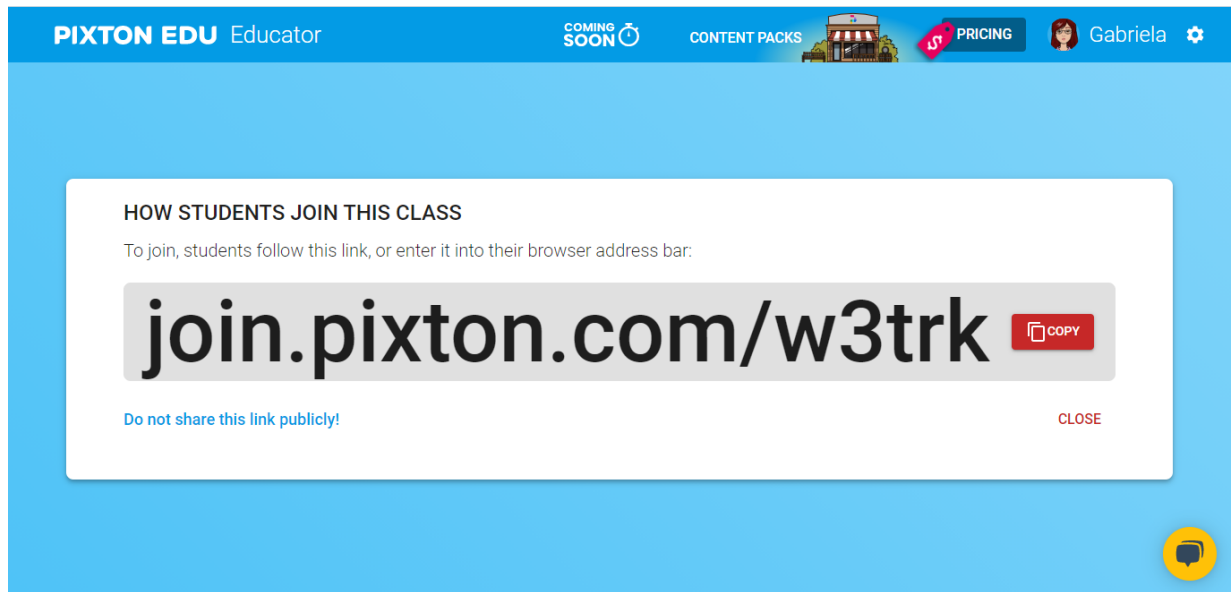 PIXTON EDU Educator
COMING SOON
CONTENT PACKS
$
PRICING
Gabriela
HOW STUDENTS JOIN THIS CLASS
To join, students follow this link, or enter it into their browser address bar:
join.pixton.com/w3trk
COPY
Do not share this link publicly!
CLOSE